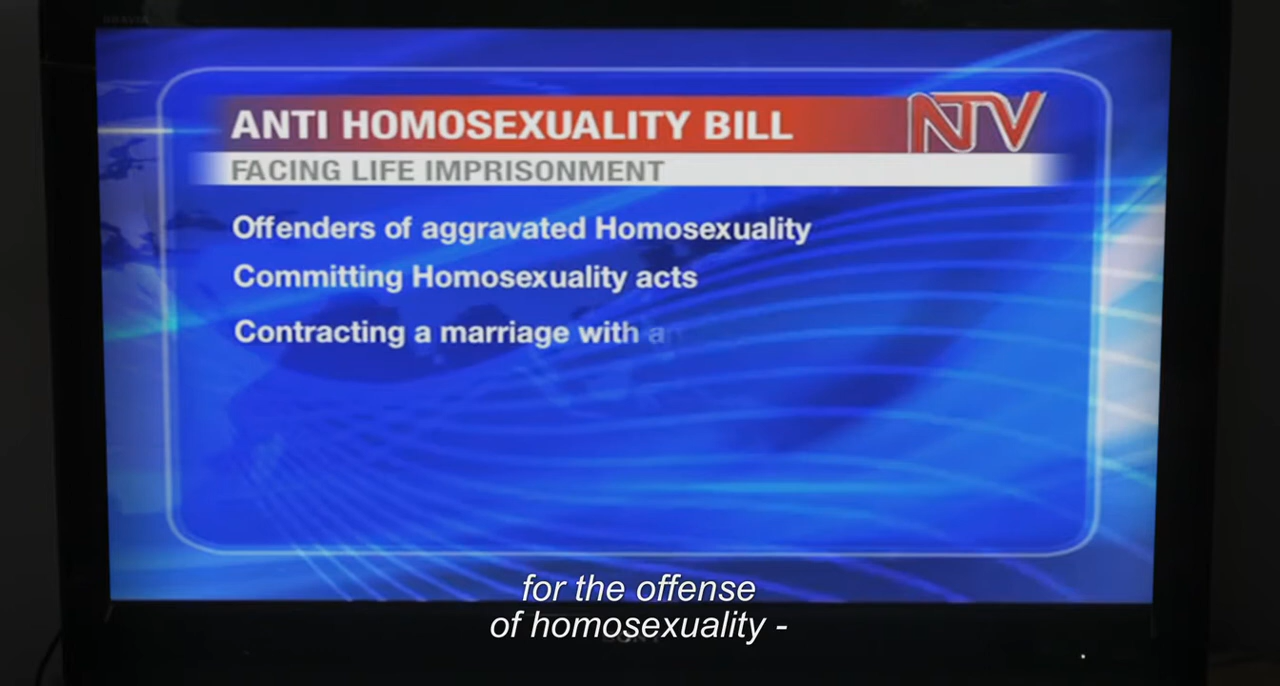 ANTI HOMOSEXUALITY BILL
NTV
FACING LIFE IMPRISONMENT
Offenders of aggravated Homosexuality
Committing Homosexuality acts
Contracting a marriage with a
for the offense
of homosexuality -